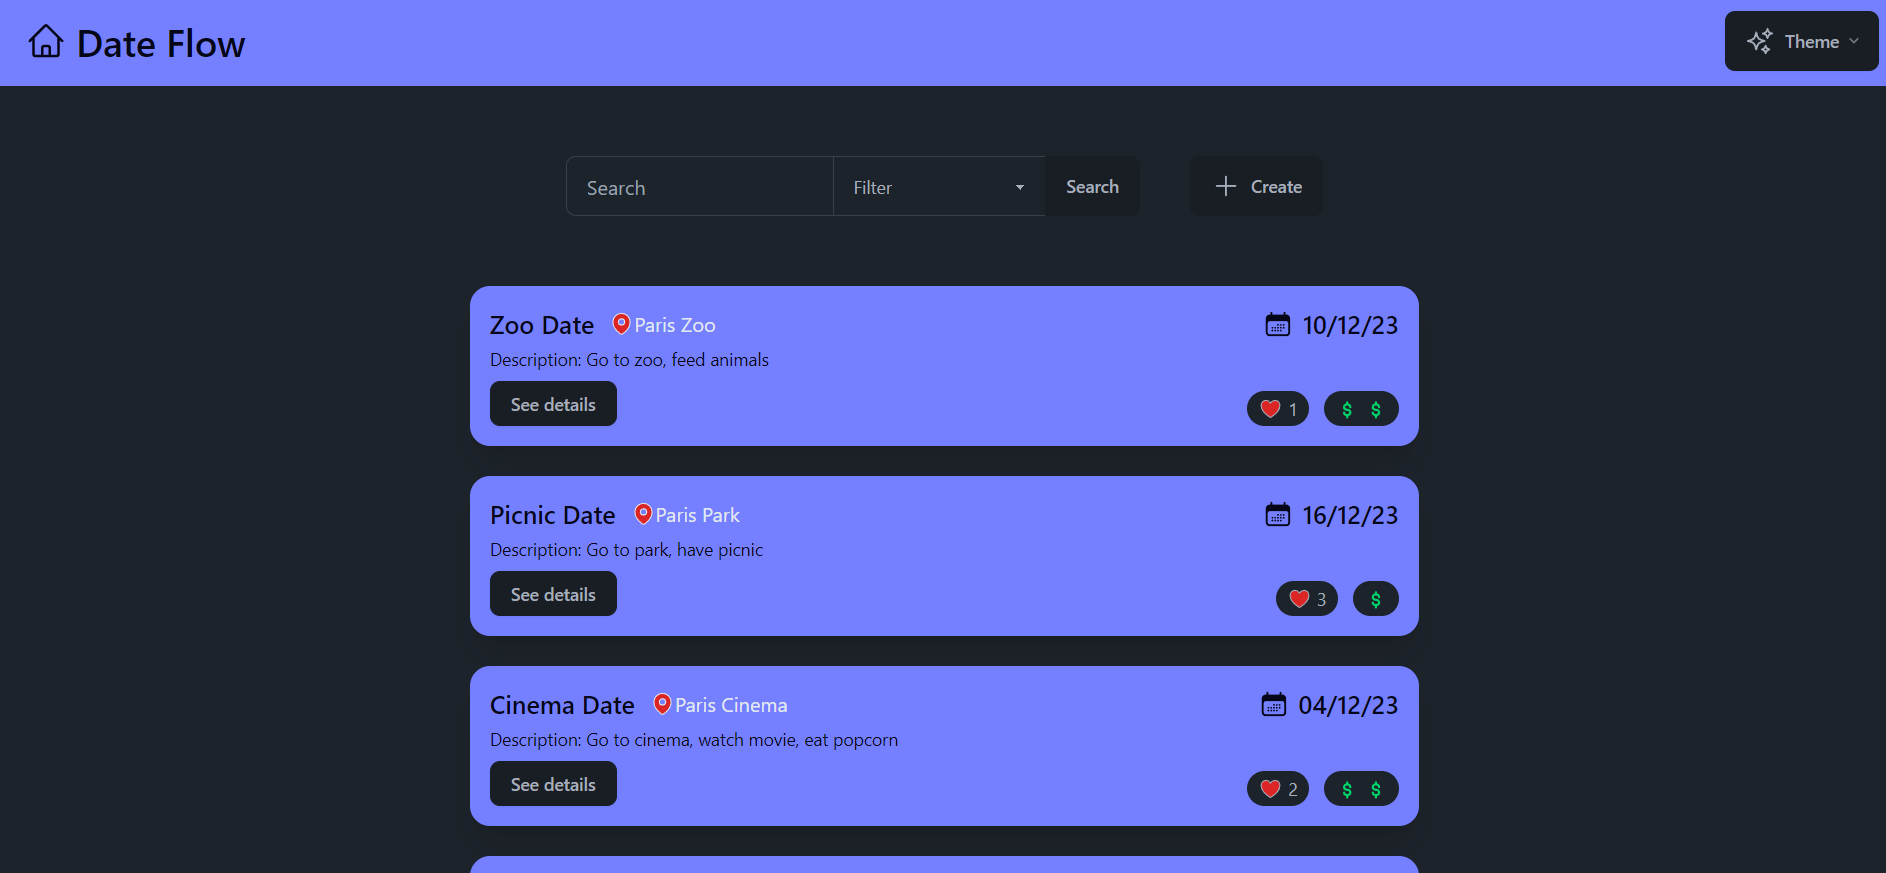 Date Flow
Theme
Search
Filter
Search
Create
Zoo Date Paris Zoo 10/12/23
Description: Go to zoo, feed animals
See details
1 $ $
Picnic Date Paris Park 16/12/23
Description: Go to park, have picnic
See details
3 $
Cinema Date Paris Cinema 04/12/23
Description: Go to cinema, watch movie, eat popcorn
See details
2 $ $